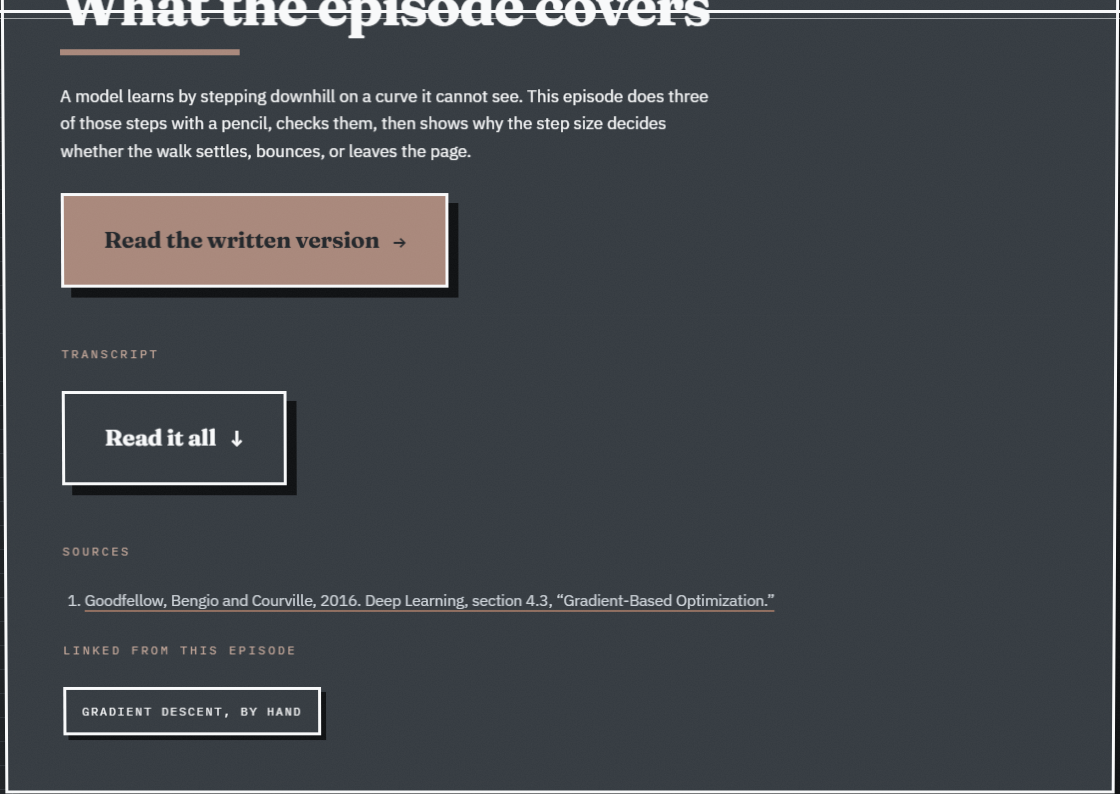 What the episode covers
A model learns by stepping downhill on a curve it cannot see. This episode does three
of those steps with a pencil, checks them, then shows why the step size decides
whether the walk settles, bounces, or leaves the page.
Read the written version →
TRANSCRIPT
Read it all ↓
SOURCES
1. Goodfellow, Bengio and Courville, 2016. Deep Learning, section 4.3, “Gradient-Based Optimization.”
LINKED FROM THIS EPISODE
GRADIENT DESCENT, BY HAND